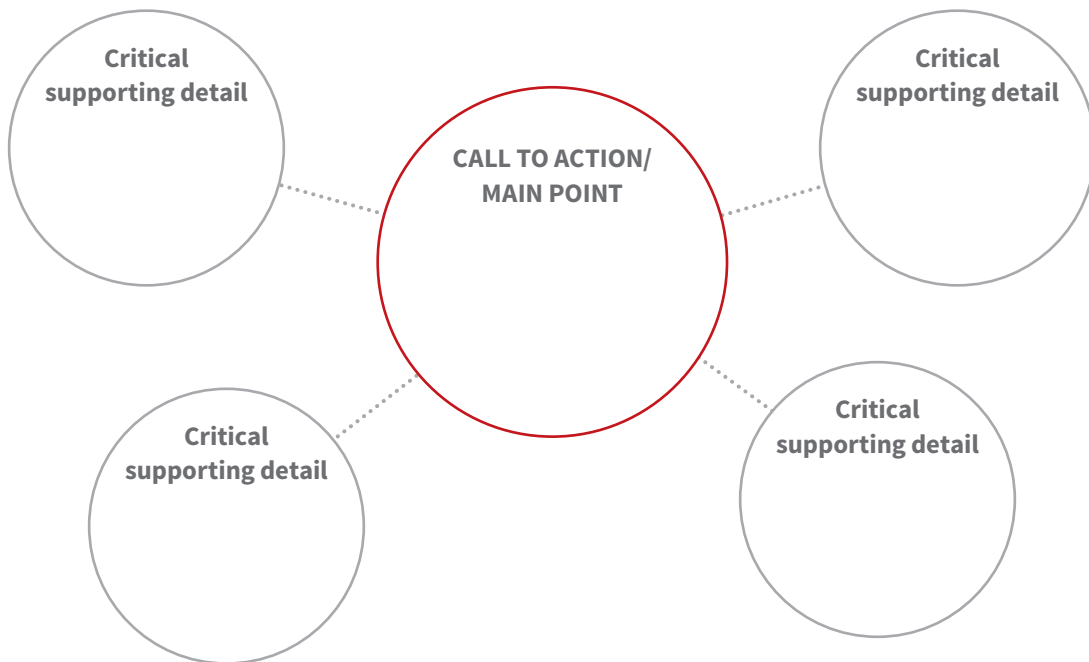 Critical
supporting detail
CALL TO ACTION/
MAIN POINT
Critical
supporting detail
Critical
supporting detail
Critical
supporting detail